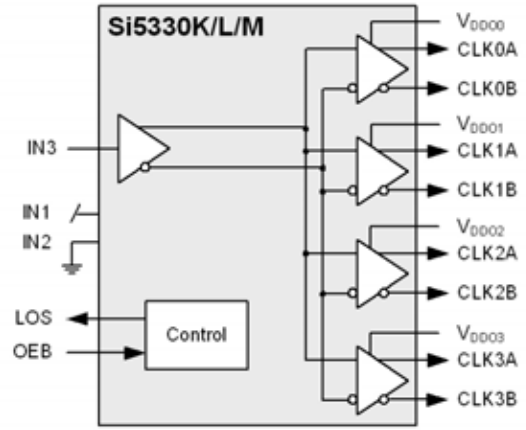 Si5330K/L/M
VDDO0
CLK0A
CLK0B
IN3
VDDO1
CLK1A
CLK1B
IN1
IN2
VDDO2
CLK2A
CLK2B
LOS
OEB
Control
VDDO3
CLK3A
CLK3B